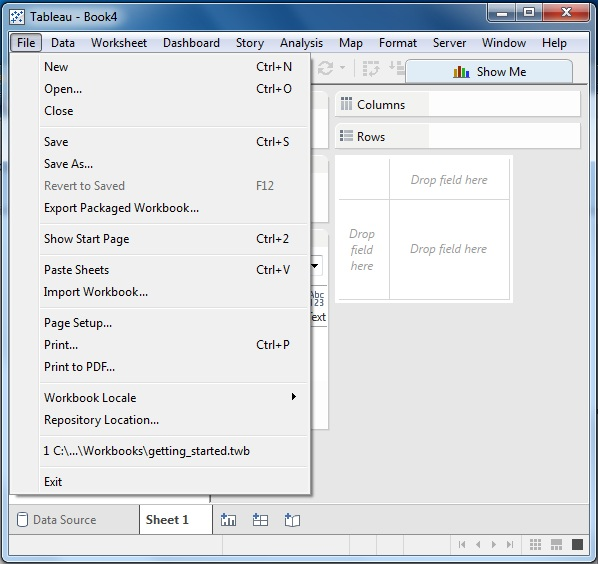 Tableau - Book4
File Data Worksheet Dashboard Story Analysis Map Format Server Window Help
New Ctrl+N
Open... Ctrl+O
Close
Save Ctrl+S
Save As...
Revert to Saved F12
Export Packaged Workbook...
Show Start Page Ctrl+2
Paste Sheets Ctrl+V
Import Workbook...
Page Setup...
Print... Ctrl+P
Print to PDF...
Workbook Locale
Repository Location...
1 C:\...\Workbooks\getting_started.twb
Exit
Show Me
Columns
Rows
Drop field here
Drop
field
here
Drop field here
Abc
123
Data Source Sheet 1